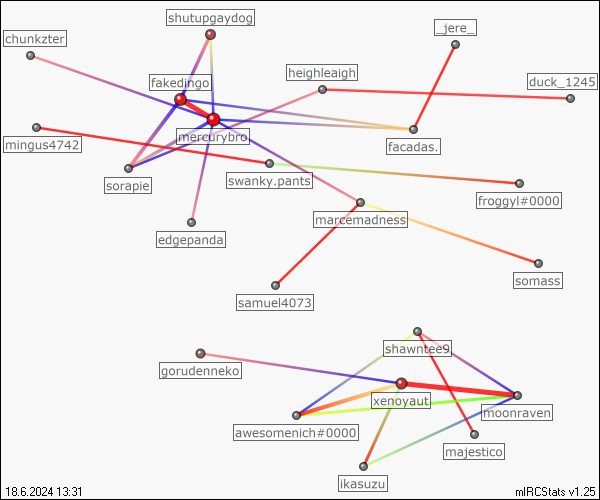 shutupgaydog
_jere_
chunkzter
heighleaigh
fakedingo
duck_1245
mercurybro
mingus4742
facadas.
sorapie
swanky.pants
froggyl#0000
marcemadness
edgepanda
somass
samuel4073
shawntee9
gorudenneko
xenoyaut
moonraven
awesomenich#0000
majestico
ikasuzu
18.6.2024 13:31
mIRCStats v1.25